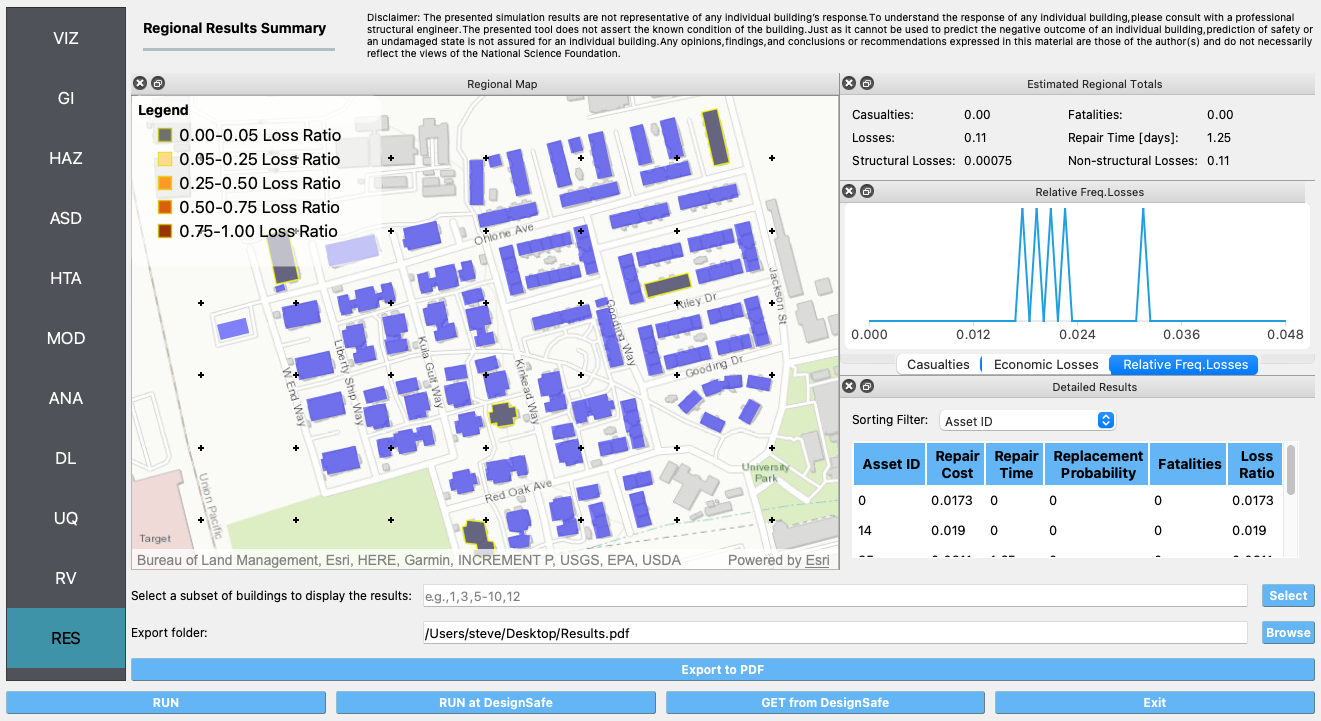 VIZ
GI
HAZ
ASD
HTA
MOD
ANA
DL
UQ
RV
RES
Regional Results Summary
Disclaimer: The presented simulation results are not representative of any individual building's response.To understand the response of any individual building,please consult with a professional
structural engineer.The presented tool does not assert the known condition of the building.Just as it cannot be used to predict the negative outcome of an individual building,prediction of safety or
an undamaged state is not assured for an individual building.Any opinions,findings,and conclusions or recommendations expressed in this material are those of the author(s) and do not necessarily
reflect the views of the National Science Foundation.
Regional Map
Legend
0.00-0.05 Loss Ratio
0.05-0.25 Loss Ratio
0.25-0.50 Loss Ratio
0.50-0.75 Loss Ratio
0.75-1.00 Loss Ratio
Ohlone Ave
Jackson St
Riley Dr
Gooding Way
Gooding Dr
W End Way
Liberty Ship Way
Kula Gulf Way
Kinkead Way
Red Oak Ave
Union Pacific
University
Park
Target
Bureau of Land Management, Esri, HERE, Garmin, INCREMENT P, USGS, EPA, USDA
Powered by Esri
Estimated Regional Totals
Casualties: 0.00 Fatalities: 0.00
Losses: 0.11 Repair Time [days]: 1.25
Structural Losses: 0.00075 Non-structural Losses: 0.11
Relative Freq.Losses
0.000 0.012 0.024 0.036 0.048
Casualties Economic Losses Relative Freq.Losses
Detailed Results
Sorting Filter: Asset ID
Asset ID Repair Cost Repair Time Replacement Probability Fatalities Loss Ratio
0 0.0173 0 0 0 0.0173
14 0.019 0 0 0 0.019
Select a subset of buildings to display the results: e.g.,1,3,5-10,12 Select
Export folder: /Users/steve/Desktop/Results.pdf Browse
Export to PDF
RUN RUN at DesignSafe GET from DesignSafe Exit